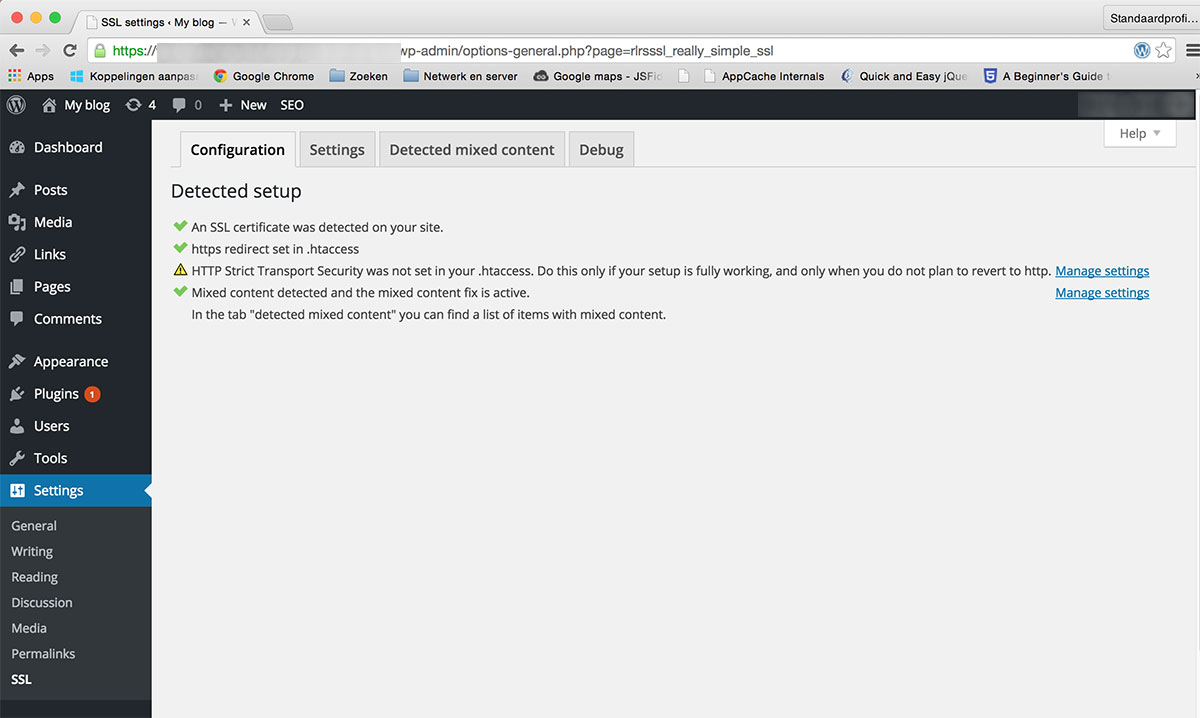 SSL settings ‹ My blog —
Standaardprofi...
https:// wp-admin/options-general.php?page=rlrsssl_really_simple_ssl
Apps Koppelingen aanpas Google Chrome Zoeken Netwerk en server Google maps - JSFid AppCache Internals Quick and Easy jQue A Beginner's Guide
My blog 4 0 New SEO
Help
Configuration Settings Detected mixed content Debug
Dashboard
Posts
Media
Links
Pages
Comments
Appearance
Plugins 1
Users
Tools
Settings
General
Writing
Reading
Discussion
Media
Permalinks
SSL
Detected setup
An SSL certificate was detected on your site.
https redirect set in .htaccess
HTTP Strict Transport Security was not set in your .htaccess. Do this only if your setup is fully working, and only when you do not plan to revert to http. Manage settings
Mixed content detected and the mixed content fix is active. Manage settings
In the tab "detected mixed content" you can find a list of items with mixed content.